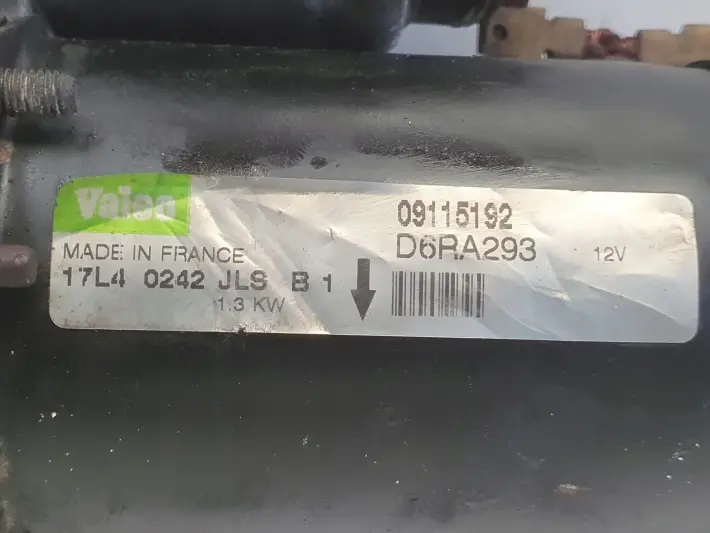 Valeo
09115192
D6RA293
12V
MADE IN FRANCE
17L4 0242 JLS B 1
1.3 KW